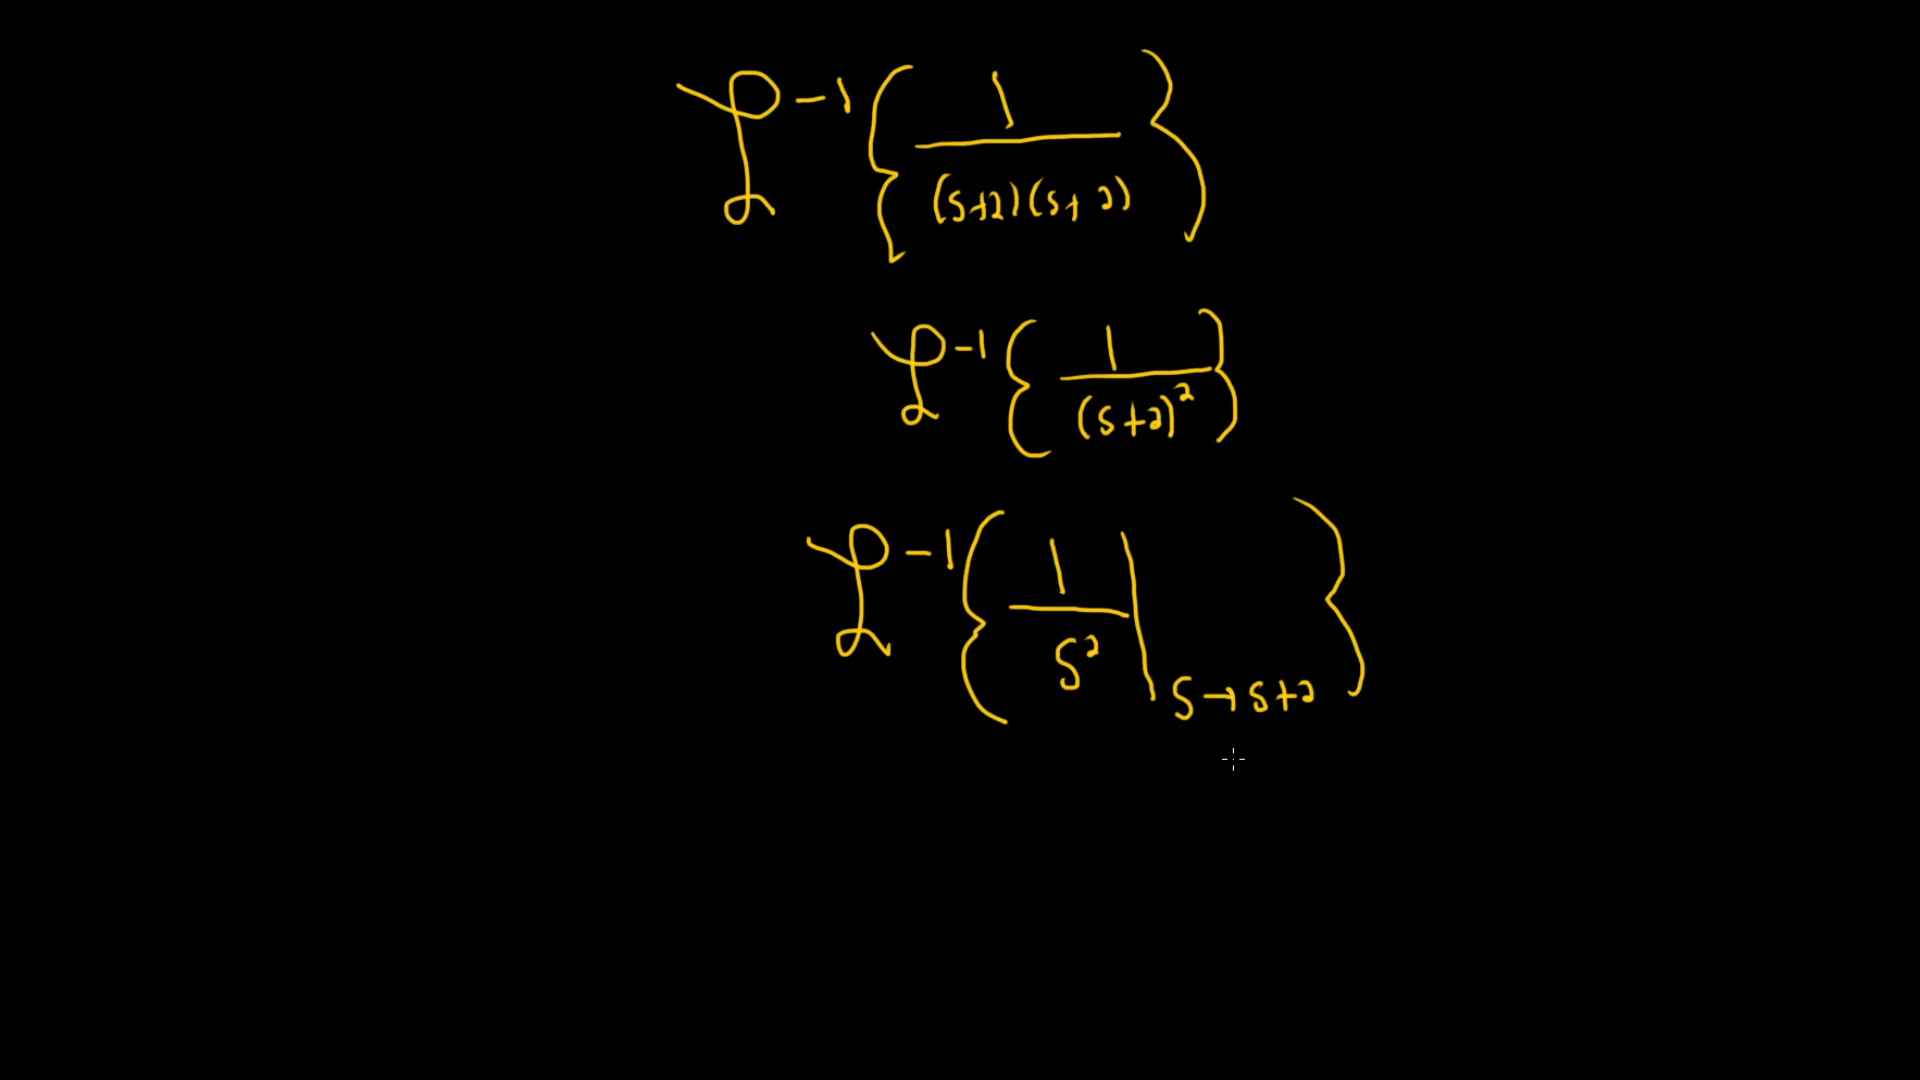 ℒ⁻¹{1/((s+2)(s+2))}
ℒ⁻¹{1/(s+2)²}
ℒ⁻¹{1/s² |ₛ→ₛ₊₂}